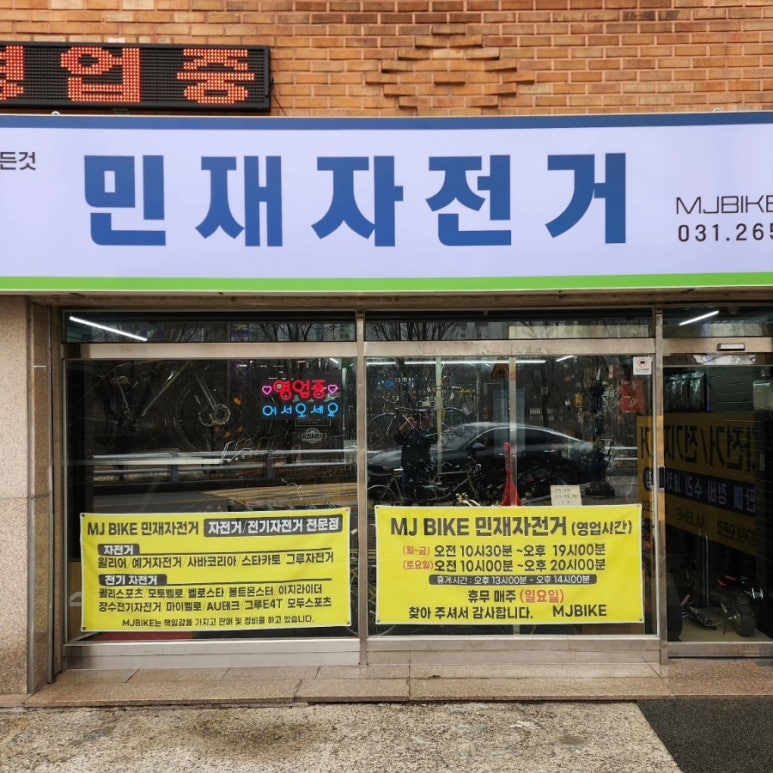 영업중
든것
민재자전거
MJBIKE
031.265
영업중
어서오세요
MJ BIKE 민재자전거 자전거/전기자전거 전문점
자전거
윌리어 예거자전거 사바코리아 스타카토 그루자전거
전기 자전거
퀄리스포츠 모토벨로 벨로스타 볼트몬스터 이지라이더
장수전기자전거 마이벨로 AU테크 그루E4T 모두스포츠
MJBIKE는 책임감을 가지고 판매 및 정비를 하고 있습니다.
MJ BIKE 민재자전거 (영업시간)
(월~금) 오전 10시30분 ~오후 19시00분
(토요일) 오전 10시00분 ~오후 20시00분
휴게시간 : 오후 13시00분 ~ 오후 14시00분
휴무 매주 (일요일)
찾아 주셔서 감사합니다. MJBIKE